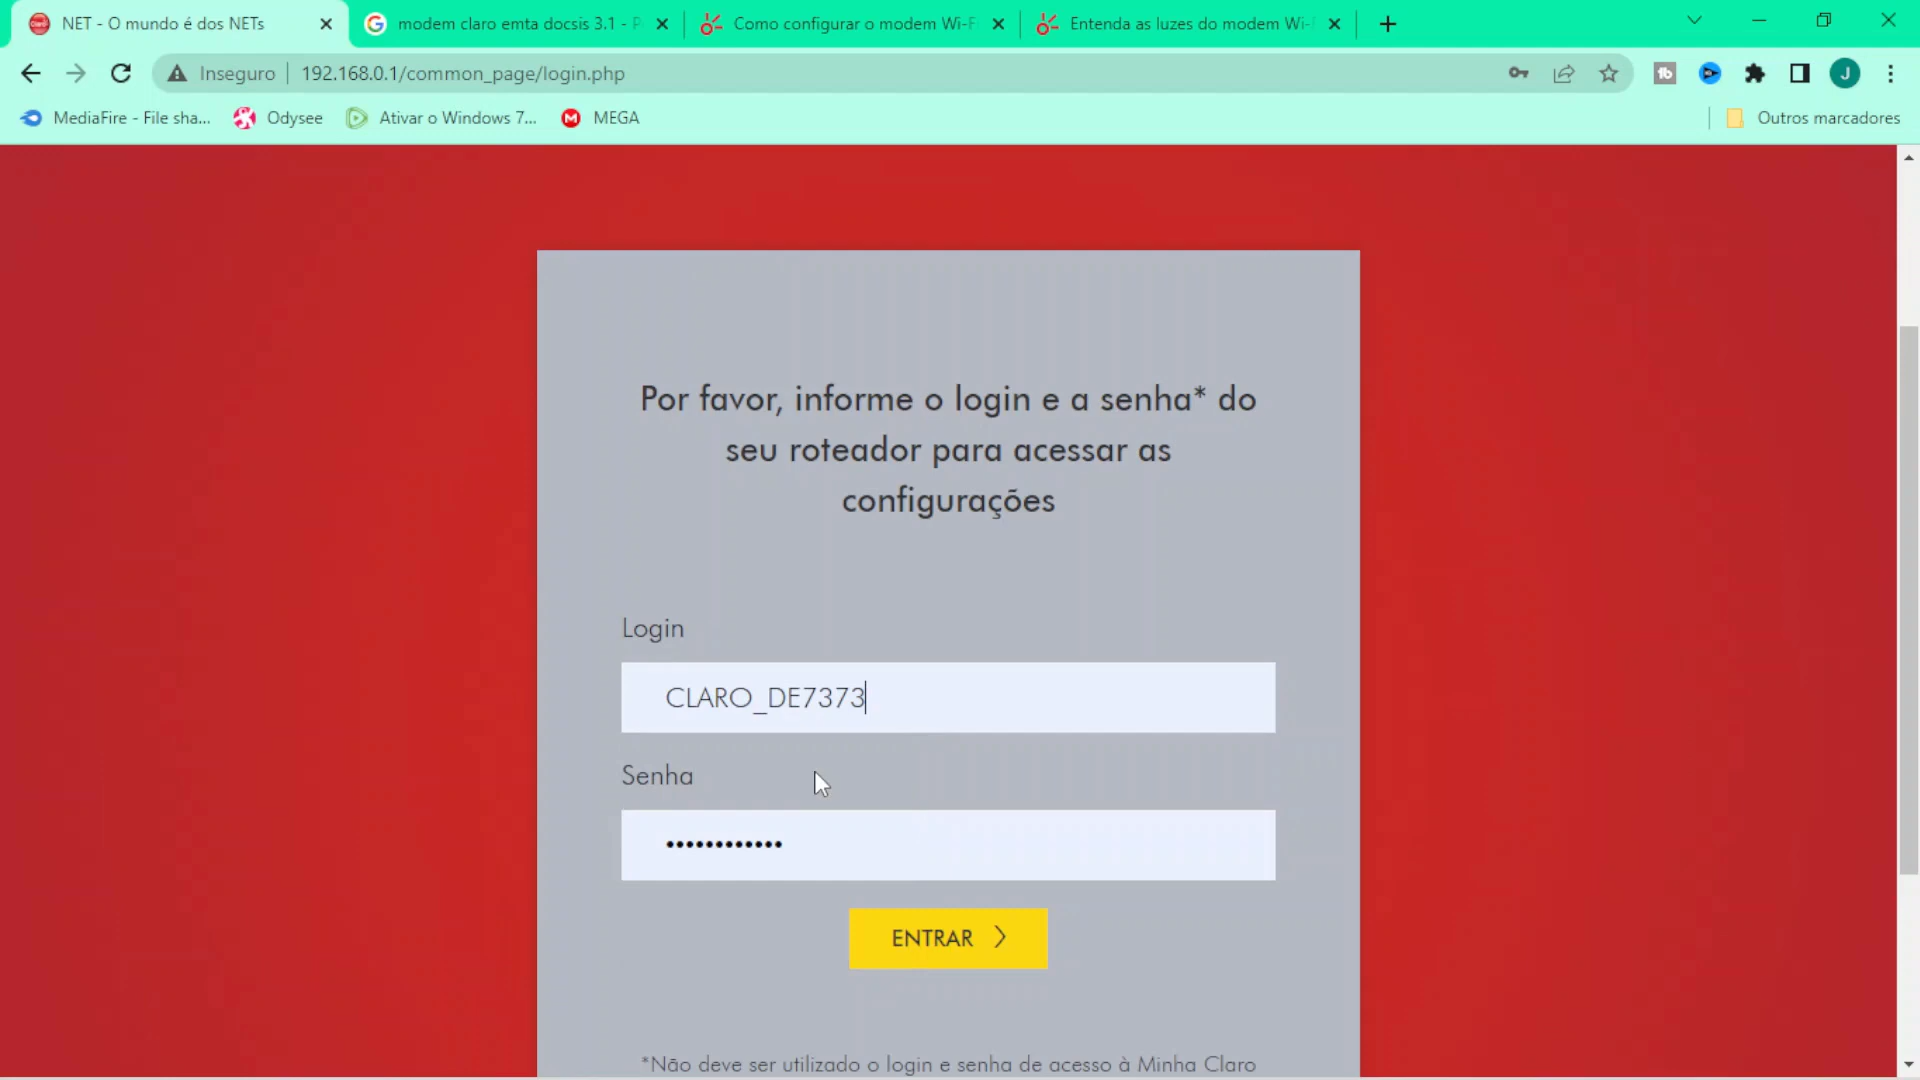 NET - O mundo é dos NETs
modem claro emta docsis 3.1 - P
Como configurar o modem Wi-F
Entenda as luzes do modem Wi-
Inseguro
192.168.0.1/common_page/login.php
tb
J
MediaFire - File sha...
Odysee
Ativar o Windows 7...
MEGA
Outros marcadores
Por favor, informe o login e a senha* do
seu roteador para acessar as
configurações
Login
CLARO_DE7373
Senha
••••••••••••
ENTRAR
*Não deve ser utilizado o login e senha de acesso à Minha Claro